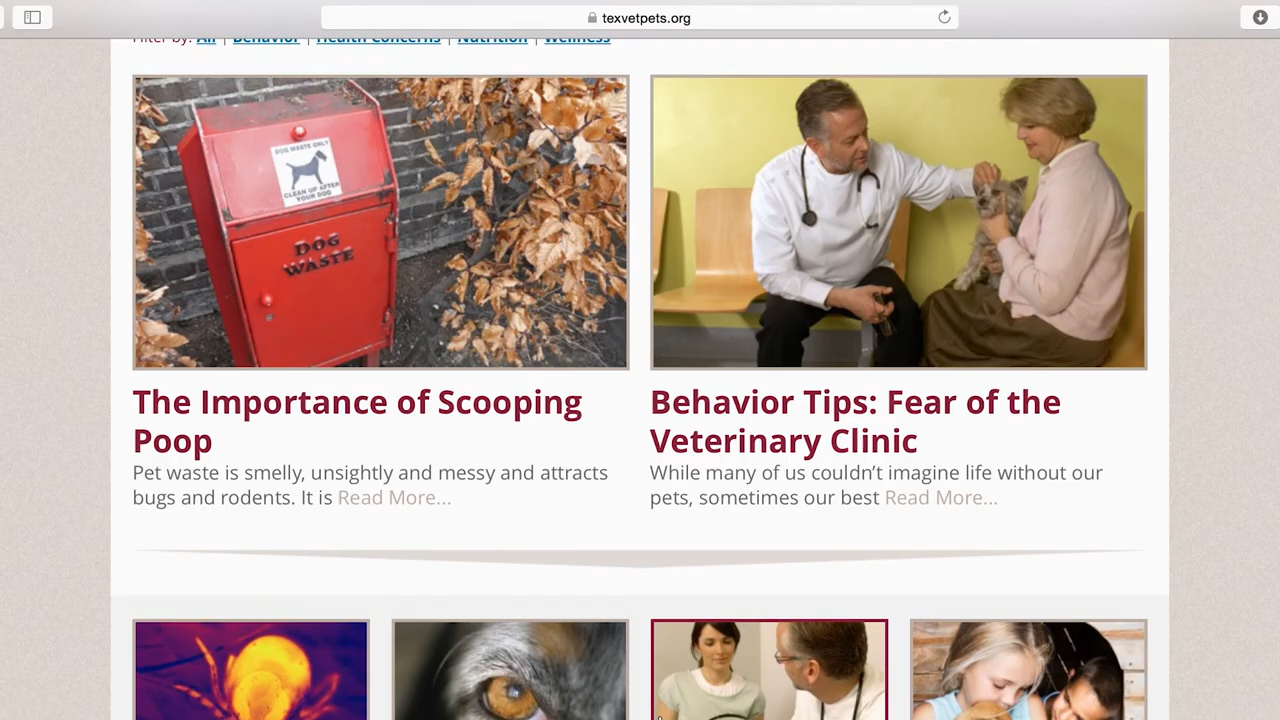 texvetpets.org
Filter by: All | Behavior | Health Concerns | Nutrition | Wellness
DOG WASTE ONLY
CLEAN UP AFTER
YOUR DOG
DOG
WASTE
The Importance of Scooping
Poop
Pet waste is smelly, unsightly and messy and attracts
bugs and rodents. It is Read More...
Behavior Tips: Fear of the
Veterinary Clinic
While many of us couldn’t imagine life without our
pets, sometimes our best Read More...